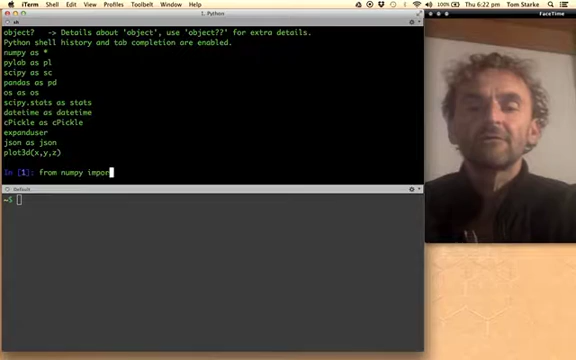 iTerm Shell Edit View Profiles Toolbelt Window
100% Thu 6:22 pm Tom Starke
1. Python
FaceTime
sh
object? -> Details about 'object', use 'object??' for extra details.
Python shell history and tab completion are enabled.
numpy as *
pylab as pl
scipy as sc
pandas as pd
os as os
scipy.stats as stats
datetime as datetime
cPickle as cPickle
expanduser
json as json
plot3d(x,y,z)
In [1]: from numpy impor
Default
~$